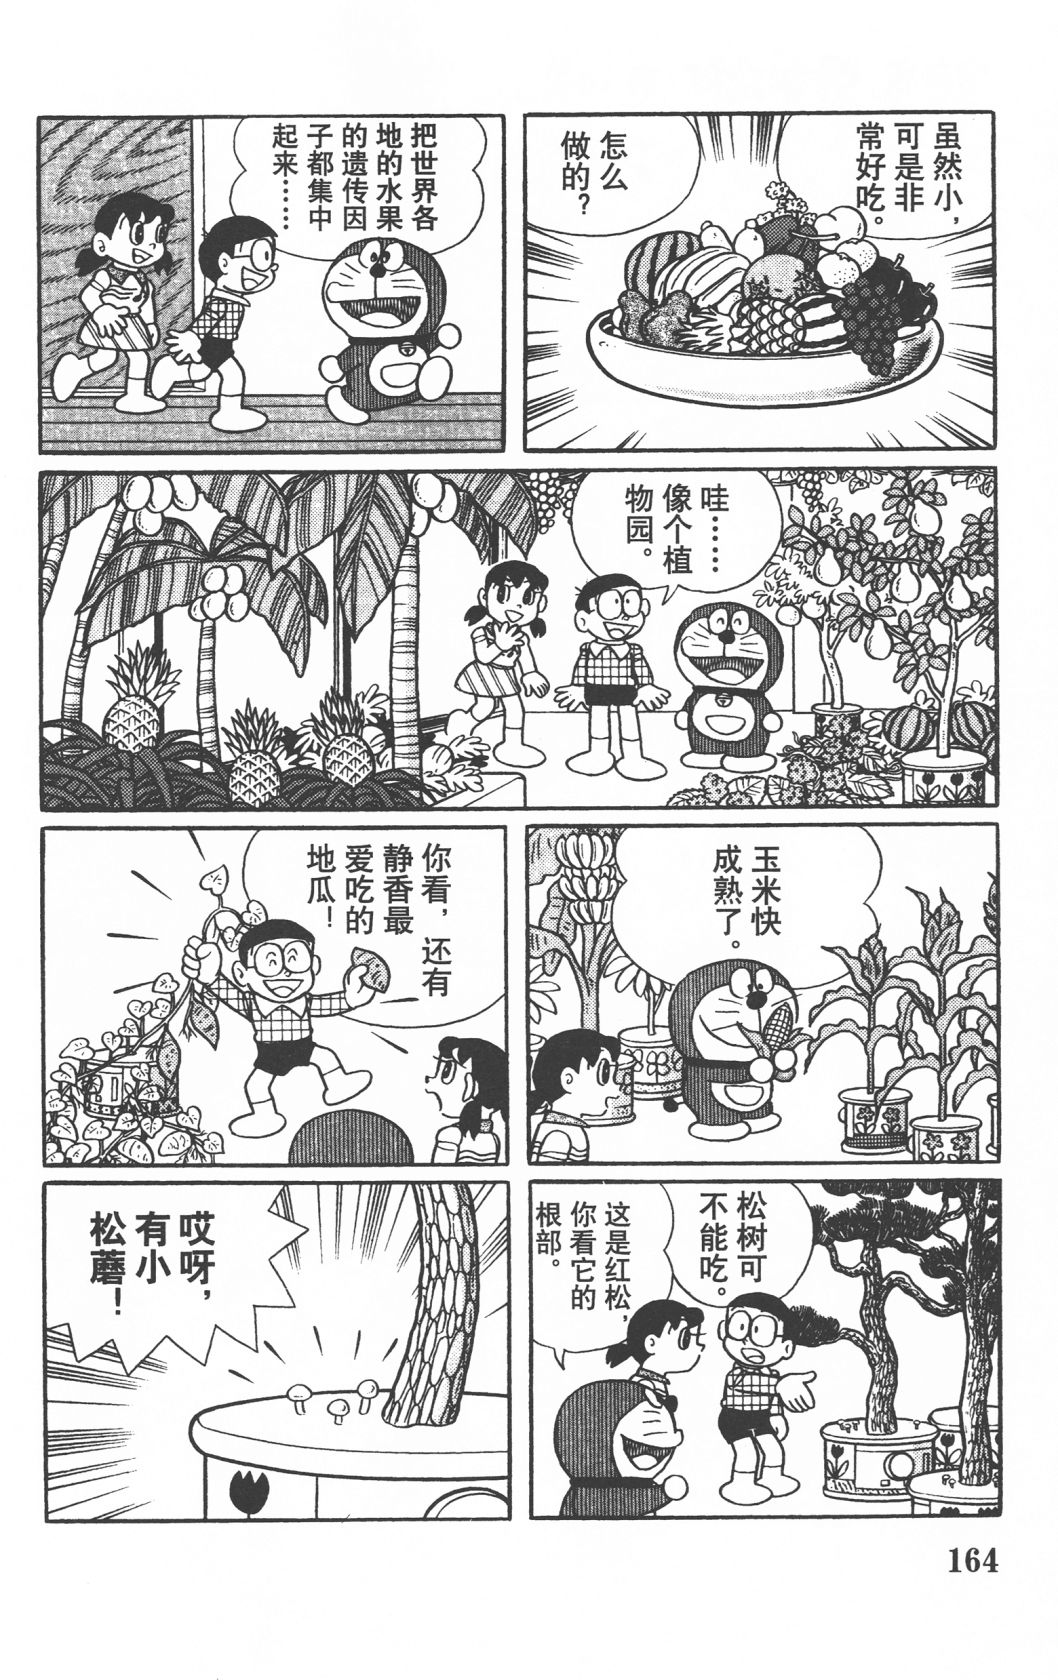 虽然小，
可是非
常好吃。
怎么
做的？
把世界各
地的水果
的遗传因
子都集中
起来……
哇……
像个植
物园。
玉米快
成熟了。
你看，还有
静香最
爱吃的
地瓜！
松树可
不能吃。
这是红松，
你看它的
根部。
哎呀，
有小
松蘑！
164